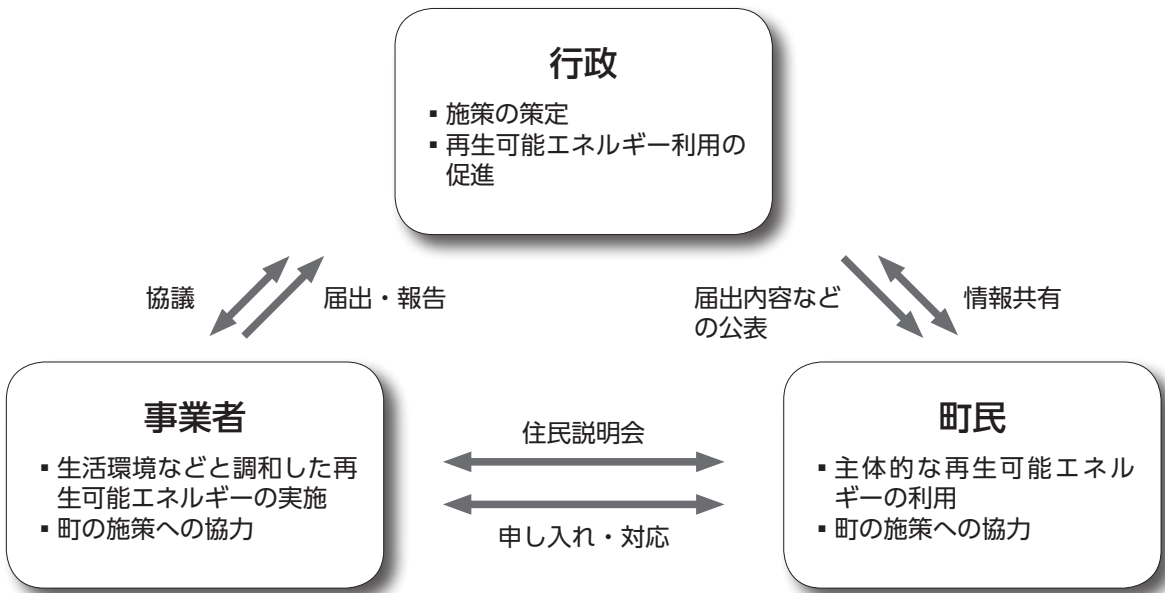 行政
▪ 施策の策定
▪ 再生可能エネルギー利用の
促進
協議
届出・報告
届出内容など
の公表
情報共有
事業者
▪ 生活環境などと調和した再
生可能エネルギーの実施
▪ 町の施策への協力
住民説明会
申し入れ・対応
町民
▪ 主体的な再生可能エネル
ギーの利用
▪ 町の施策への協力